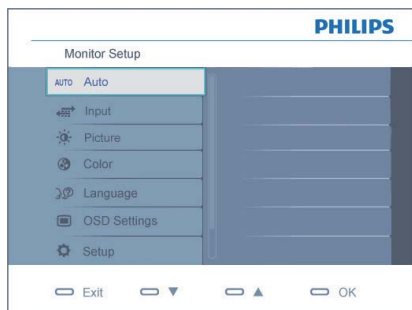 PHILIPS
Monitor Setup
AUTO Auto
Input
Picture
Color
Language
OSD Settings
Setup
Exit ▼ ▲ OK